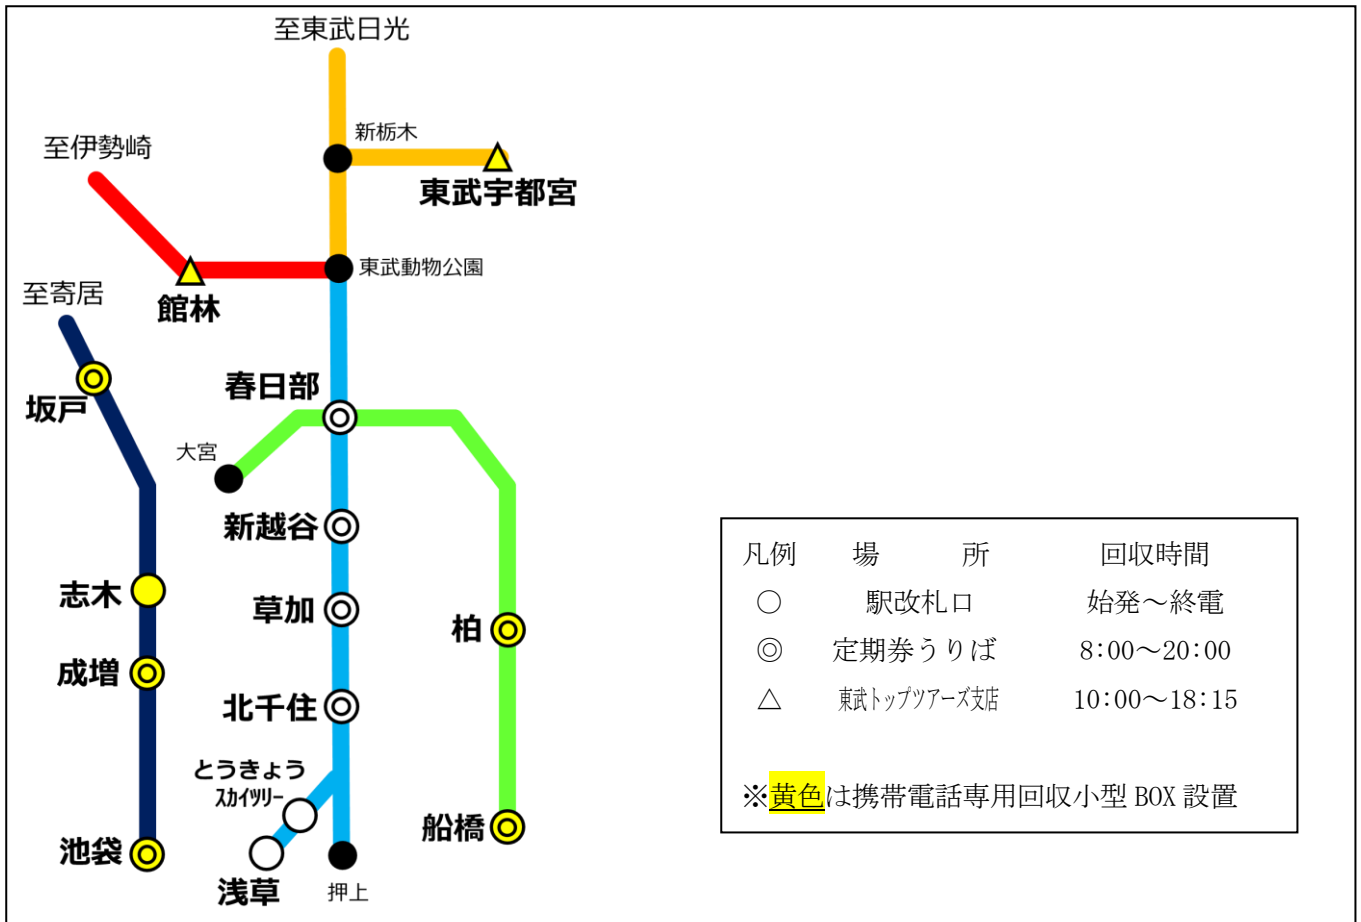 至東武日光
新栃木
至伊勢崎
東武宇都宮
東武動物公園
至寄居
館林
春日部
坂戸
大宮
新越谷
志木
草加
柏
成増
北千住
とうきょう
スカイツリー
船橋
池袋
浅草
押上
凡例 場 所 回収時間
○ 駅改札口 始発～終電
◎ 定期券うりば 8:00～20:00
△ 東武トップツアーズ支店 10:00～18:15
※黄色は携帯電話専用回収小型 BOX 設置